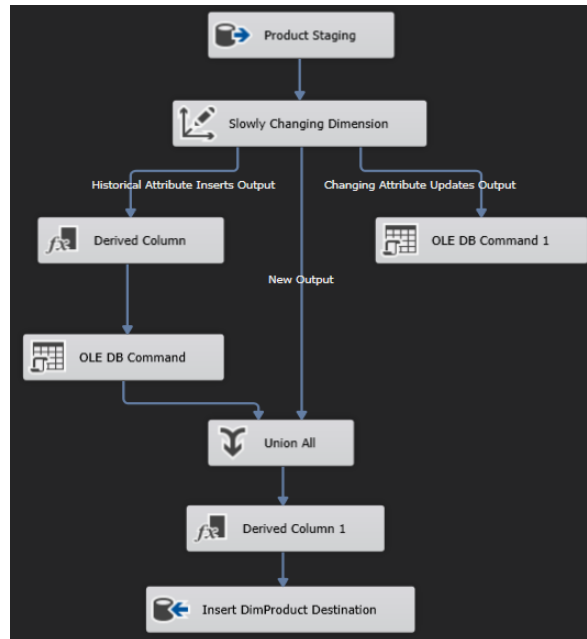 Product Staging
Slowly Changing Dimension
Historical Attribute Inserts Output
Changing Attribute Updates Output
Derived Column
OLE DB Command 1
New Output
OLE DB Command
Union All
Derived Column 1
Insert DimProduct Destination